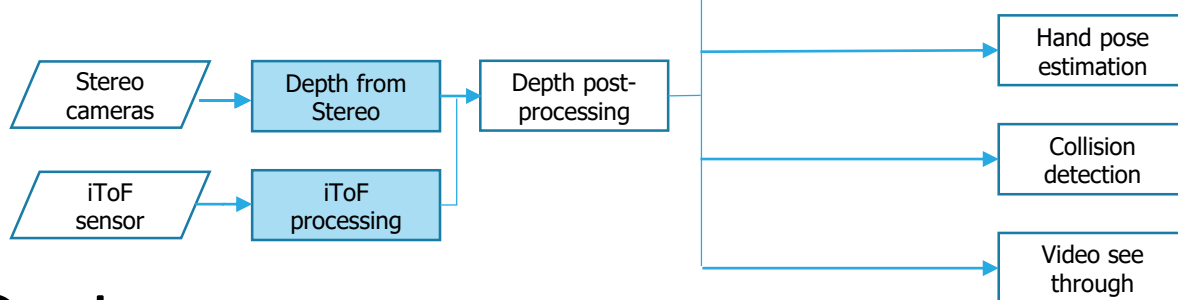 Hand pose
estimation
Stereo
cameras
Depth from
Stereo
Depth post-
processing
Collision
detection
iToF
sensor
iToF
processing
Video see
through